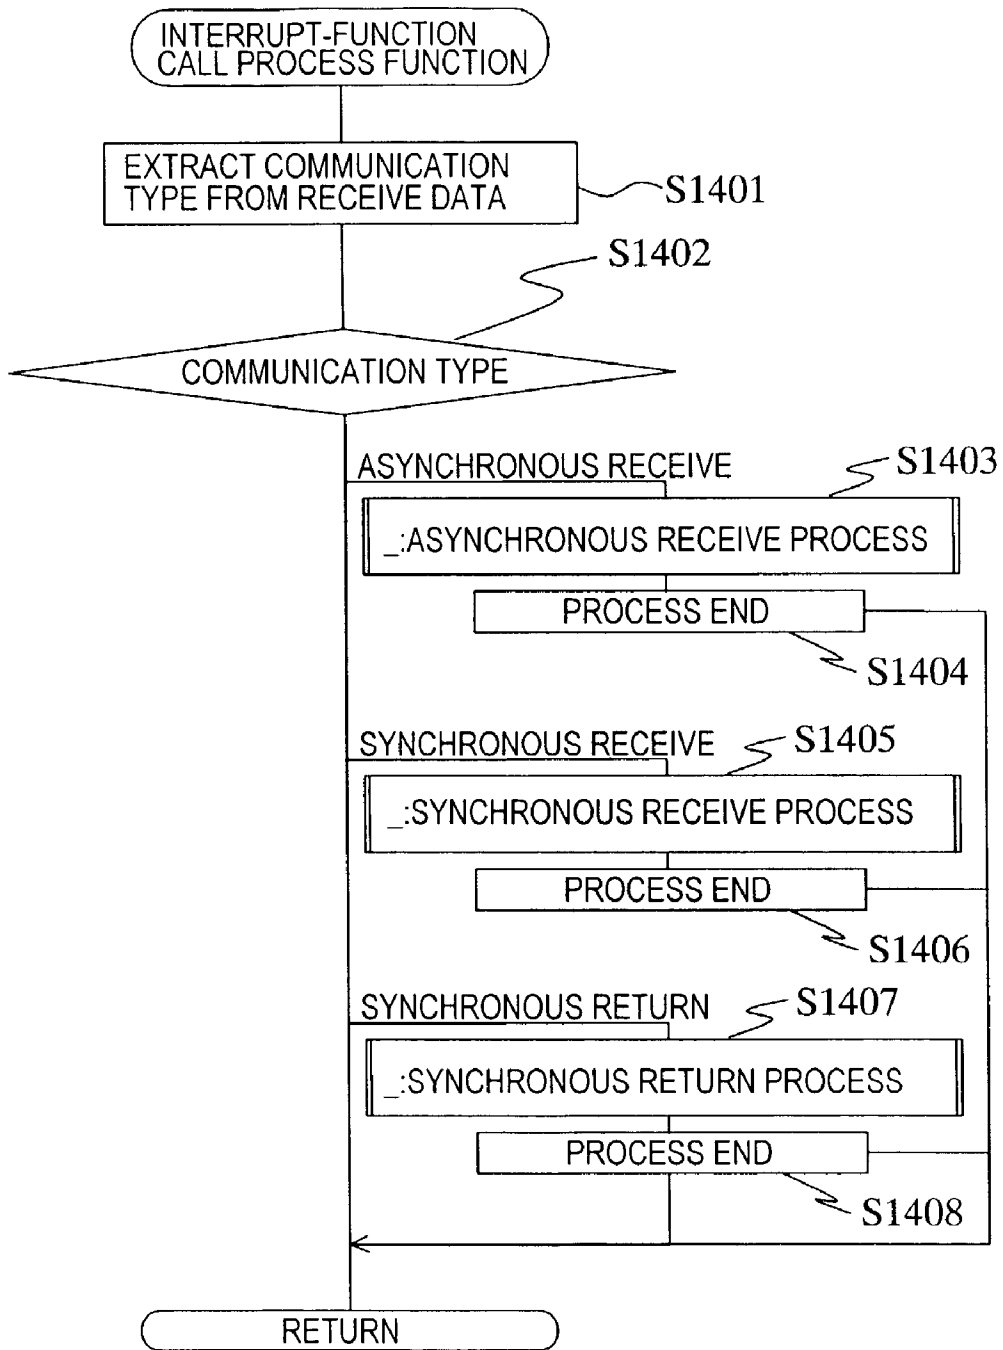 INTERRUPT-FUNCTION
CALL PROCESS FUNCTION
EXTRACT COMMUNICATION
TYPE FROM RECEIVE DATA
S1401
S1402
COMMUNICATION TYPE
ASYNCHRONOUS RECEIVE
S1403
_:ASYNCHRONOUS RECEIVE PROCESS
PROCESS END
S1404
SYNCHRONOUS RECEIVE
S1405
_:SYNCHRONOUS RECEIVE PROCESS
PROCESS END
S1406
SYNCHRONOUS RETURN
S1407
_:SYNCHRONOUS RETURN PROCESS
PROCESS END
S1408
RETURN